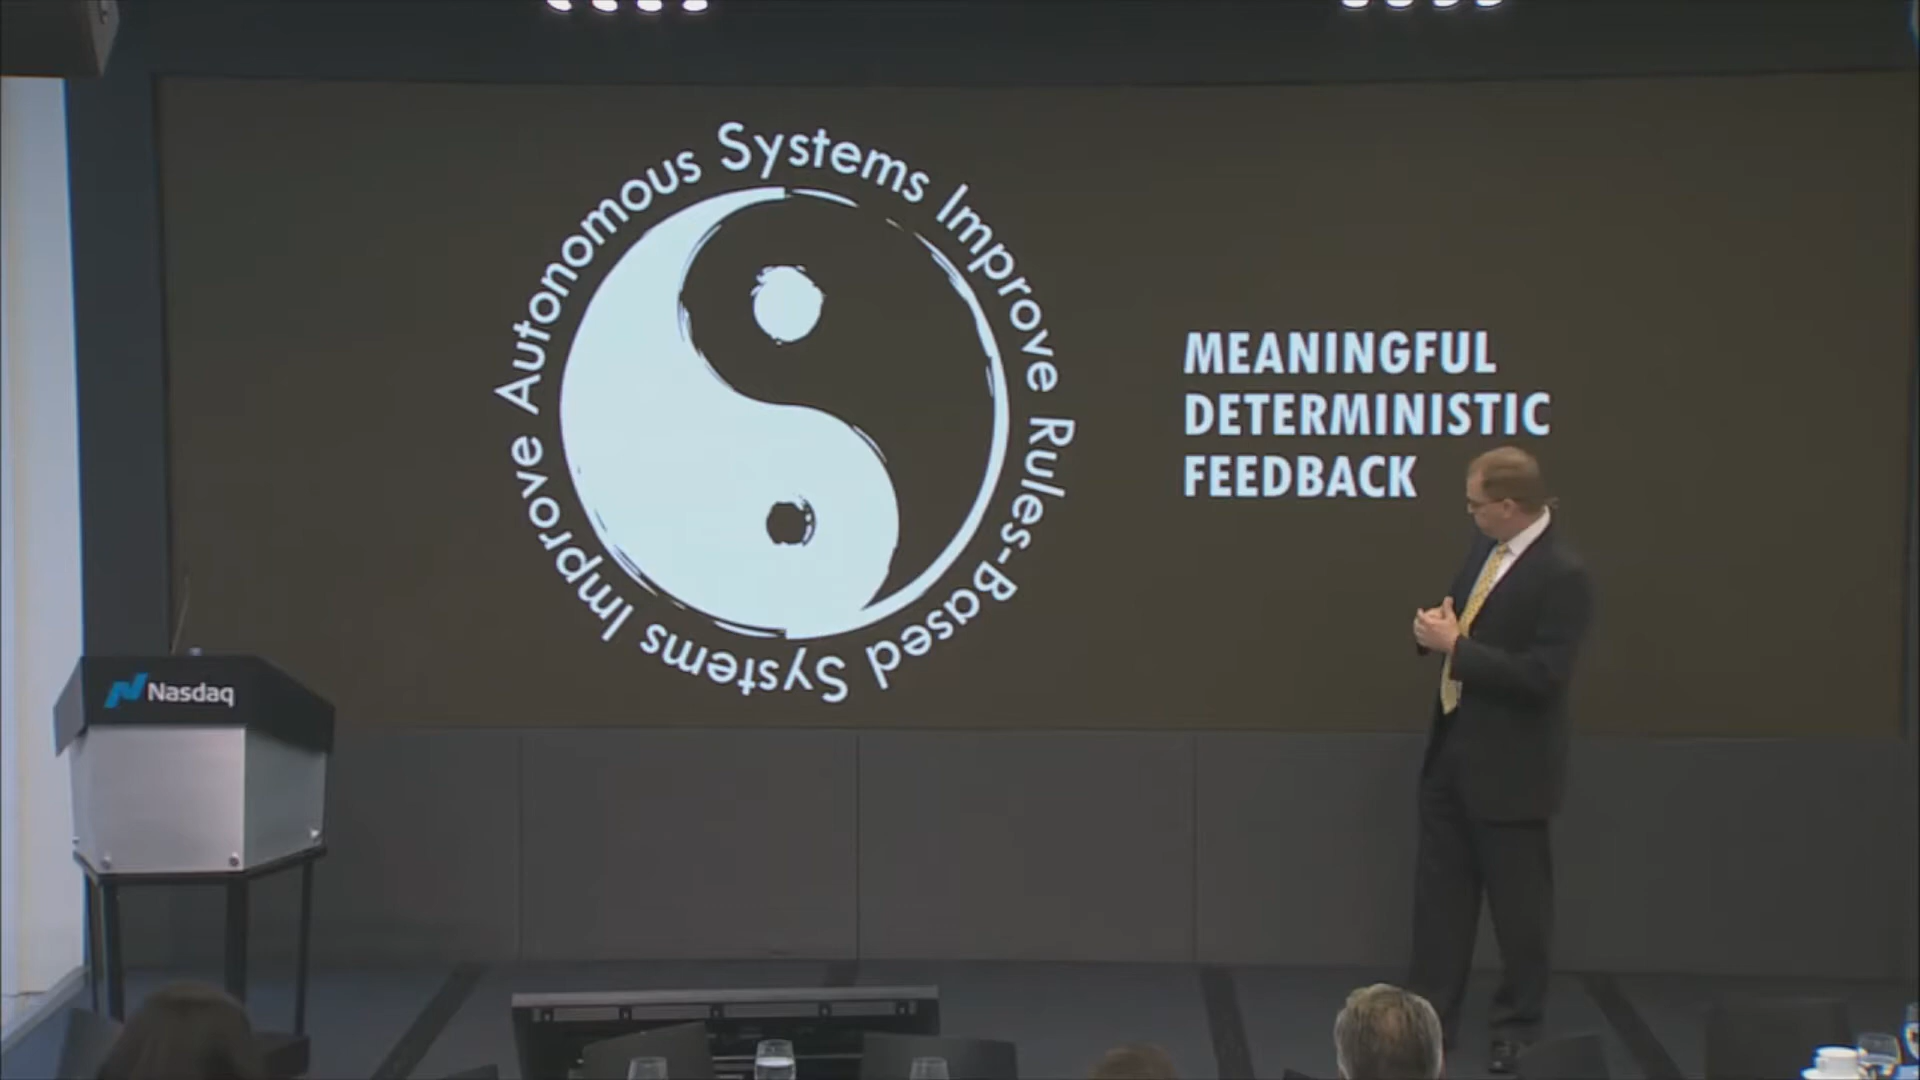 Autonomous Systems Improve Rules-Based Systems Improve
MEANINGFUL
DETERMINISTIC
FEEDBACK
Nasdaq